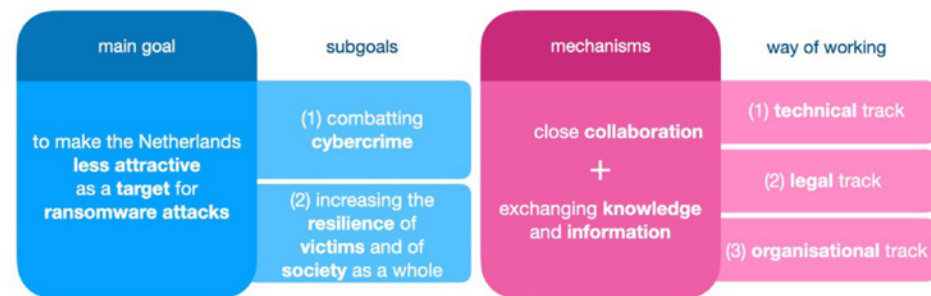 main goal
to make the Netherlands
less attractive
as a target for
ransomware attacks
subgoals
(1) combatting
cybercrime
(2) increasing the
resilience of
victims and of
society as a whole
mechanisms
close collaboration
+
exchanging knowledge
and information
way of working
(1) technical track
(2) legal track
(3) organisational track